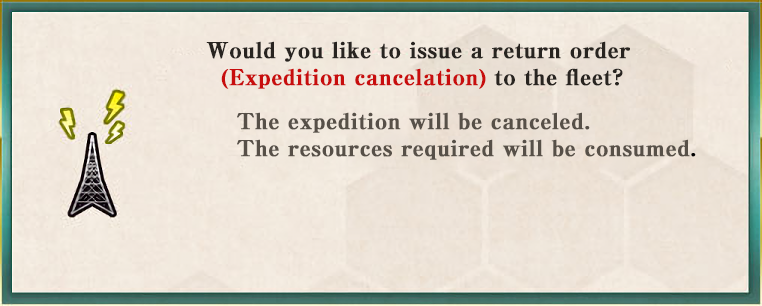 Would you like to issue a return order
(Expedition cancelation) to the fleet?
The expedition will be canceled.
The resources required will be consumed.